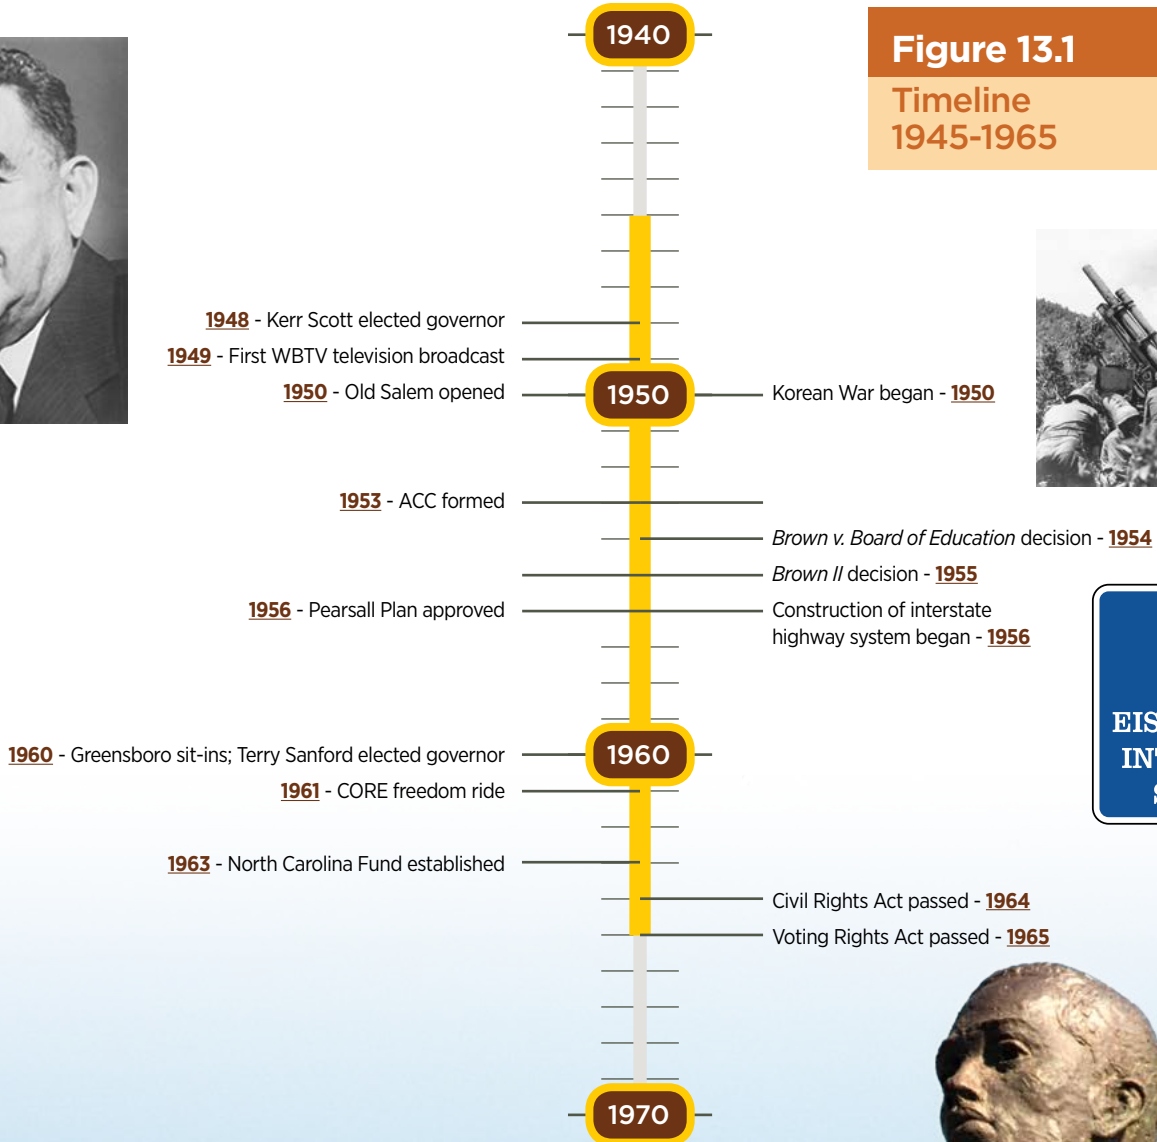 1940
Figure 13.1
Timeline
1945-1965
1948 - Kerr Scott elected governor
1949 - First WBTV television broadcast
1950 - Old Salem opened
1950
Korean War began - 1950
1953 - ACC formed
Brown v. Board of Education decision - 1954
Brown II decision - 1955
1956 - Pearsall Plan approved
Construction of interstate
highway system began - 1956
EIS
IN
S
1960 - Greensboro sit-ins; Terry Sanford elected governor
1960
1961 - CORE freedom ride
1963 - North Carolina Fund established
Civil Rights Act passed - 1964
Voting Rights Act passed - 1965
1970